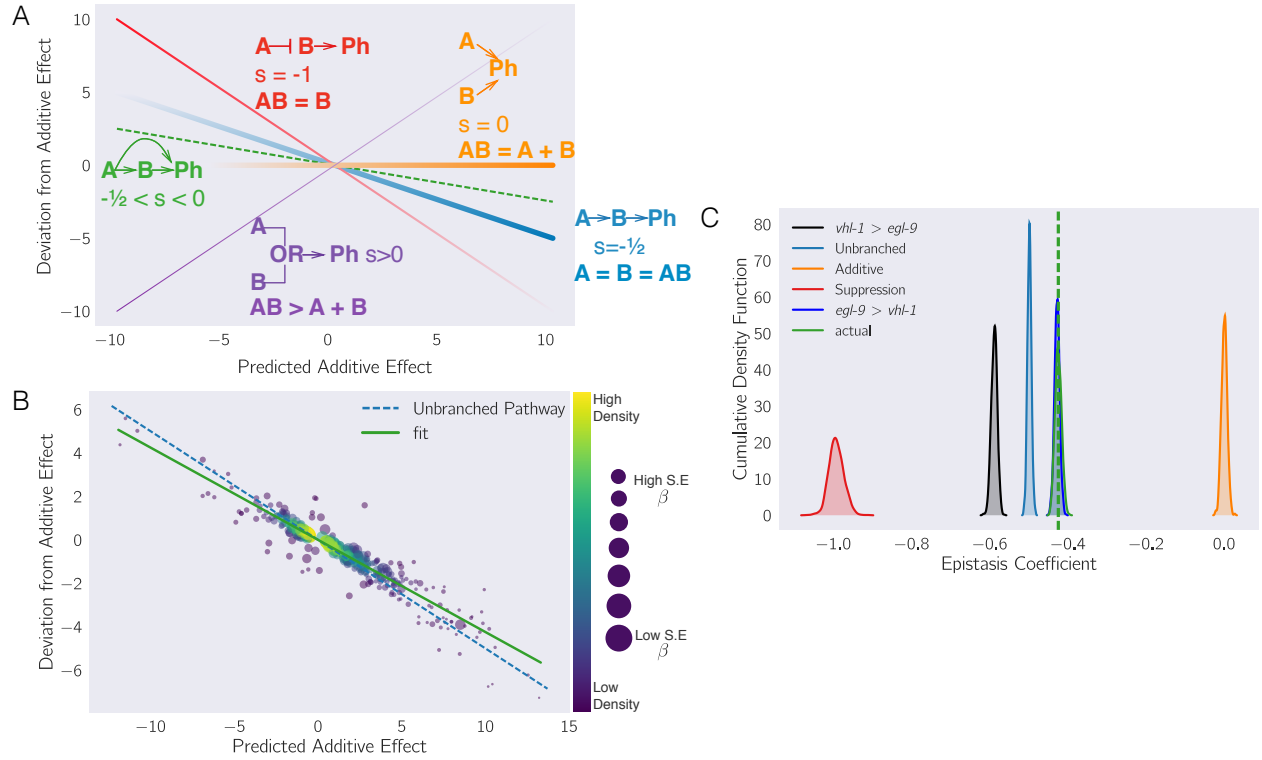 A
10
5
0
−5
−10
Deviation from Additive Effect
A B Ph
s = -1
AB = B
A
Ph
B
s = 0
AB = A + B
A B Ph
-½ < s < 0
A
OR Ph s>0
B
AB > A + B
A B Ph
s=-½
A = B = AB
−10 −5 0 5 10
Predicted Additive Effect
B
6
4
2
0
−2
−4
−6
Deviation from Additive Effect
Unbranched Pathway
fit
−10 −5 0 5 10 15
Predicted Additive Effect
High
Density
Low
Density
High S.E
β
Low S.E
β
C
80
70
60
50
40
30
20
10
0
Cumulative Density Function
vhl-1 > egl-9
Unbranched
Additive
Suppression
egl-9 > vhl-1
actual
−1.0 −0.8 −0.6 −0.4 −0.2 0.0
Epistasis Coefficient